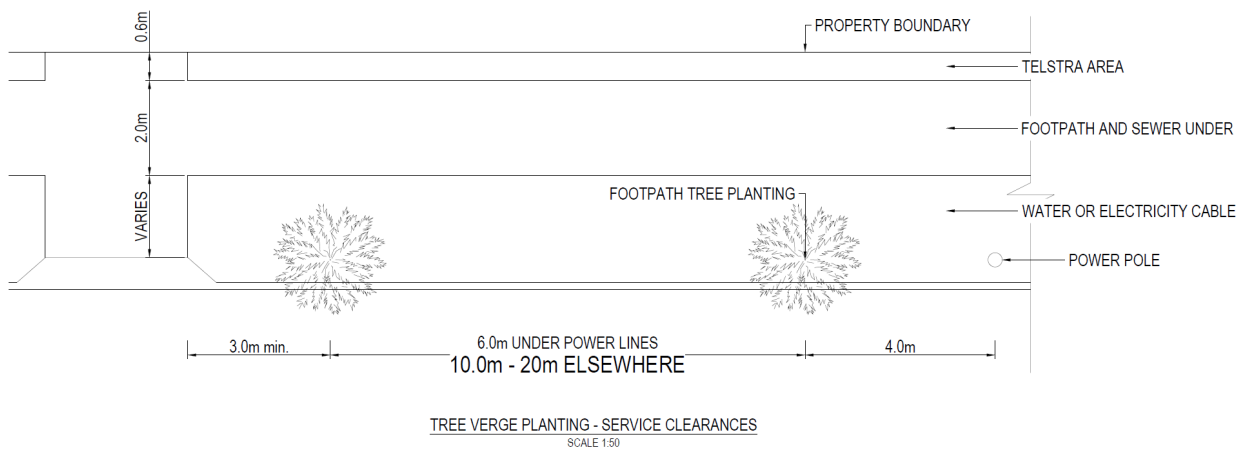 0.6m
PROPERTY BOUNDARY
TELSTRA AREA
2.0m
FOOTPATH AND SEWER UNDER
VARIES
FOOTPATH TREE PLANTING
WATER OR ELECTRICITY CABLE
POWER POLE
3.0m min.
6.0m UNDER POWER LINES
10.0m - 20m ELSEWHERE
4.0m
TREE VERGE PLANTING - SERVICE CLEARANCES
SCALE 1:50